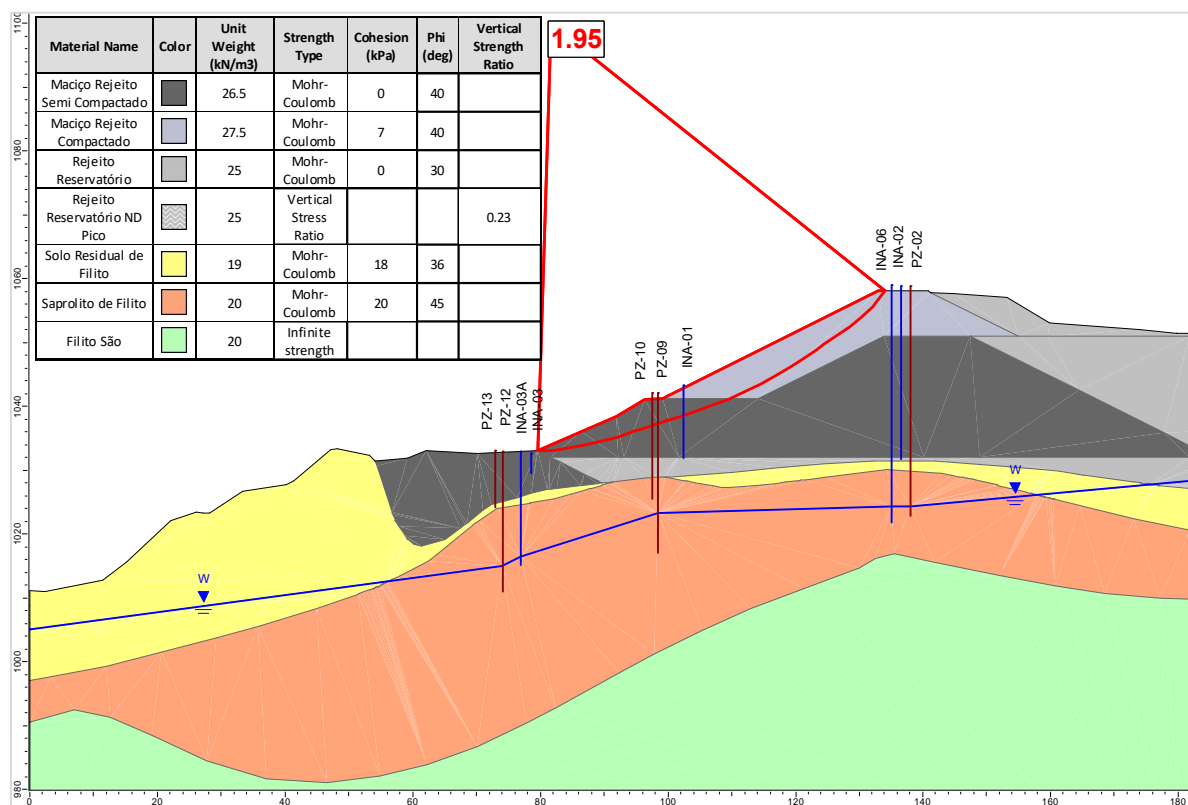 1.95
Material Name Color Unit Weight (kN/m3) Strength Type Cohesion (kPa) Phi (deg) Vertical Strength Ratio
Maciço Rejeito Semi Compactado 26.5 Mohr-Coulomb 0 40
Maciço Rejeito Compactado 27.5 Mohr-Coulomb 7 40
Rejeito Reservatório 25 Mohr-Coulomb 0 30
Rejeito Reservatório ND Pico 25 Vertical Stress Ratio 0.23
Solo Residual de Filito 19 Mohr-Coulomb 18 36
Saprolito de Filito 20 Mohr-Coulomb 20 45
Filito São 20 Infinite strength
PZ-13
PZ-12
INA-03A
INA-03
PZ-10
PZ-09
INA-01
INA-06
INA-02
PZ-02
W
W
1100
1080
1060
1040
1020
1000
980
0 20 40 60 80 100 120 140 160 180